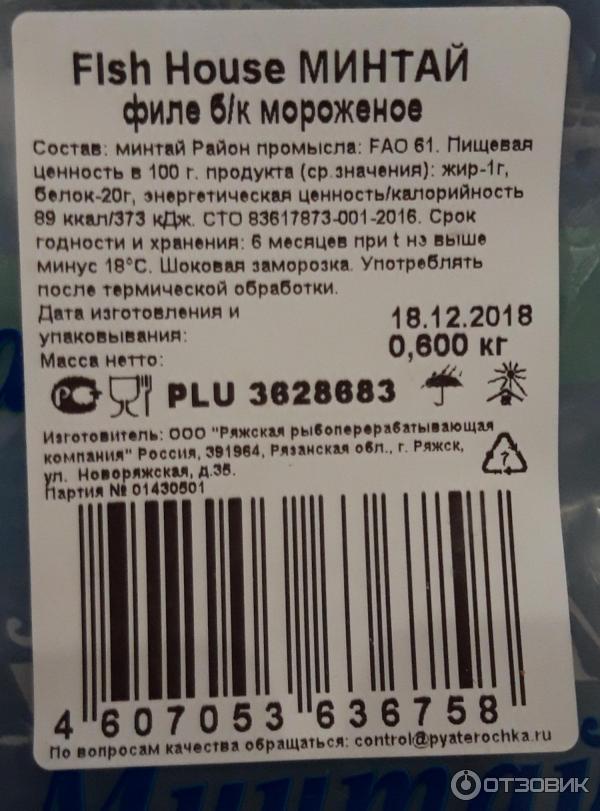 FIsh House МИНТАЙ
филе б/к мороженое
Состав: минтай Район промысла: FAO 61. Пищевая
ценность в 100 г. продукта (ср.значения): жир-1г,
белок-20г, энергетическая ценность/калорийность
89 ккал/373 кДж. СТО 83617873-001-2016. Срок
годности и хранения: 6 месяцев при t нэ выше
минус 18°C. Шоковая заморозка. Употреблять
после термической обработки.
Дата изготовления и
упаковывания:
18.12.2018
Масса нетто:
0,600 кг
РСТ
PLU 3628683
Изготовитель: ООО "Ряжская рыбоперерабатывающая
компания" Россия, 391964, Рязанская обл., г. Ряжск,
ул. Новоряжская, д.35.
Партия № 01430501
7
4 607053 636758
По вопросам качества обращаться: control@pyaterochka.ru
Минтай
ОТЗОВИК